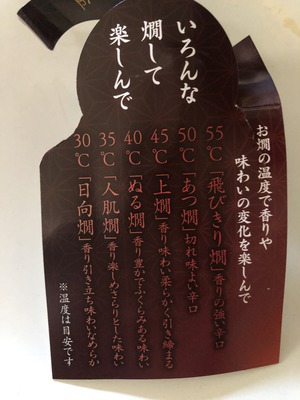 いろんな
燗して
楽しんで
お燗の温度で香りや
味わいの変化を楽しんで
55℃「飛びきり燗」香りの強い辛口
50℃「あつ燗」切れ味よい辛口
45℃「上燗」香り味わい柔らかく引き締まる
40℃「ぬる燗」香り豊かでふくらみある味わい
35℃「人肌燗」香り楽しめさらりとした味わい
30℃「日向燗」香り引き立ち味わいなめらか
※温度は目安です